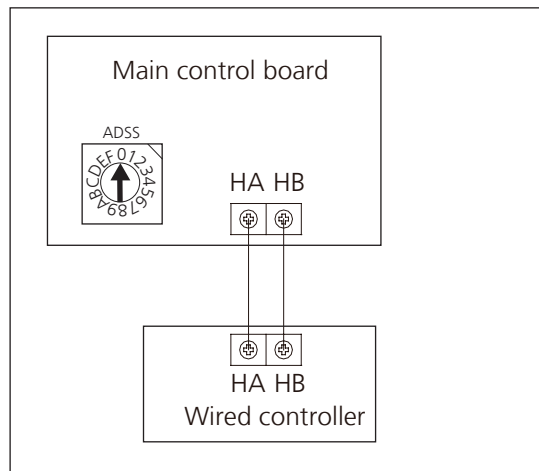 Main control board
ADSS
0123456789ABCDEF
HA HB
HA HB
Wired controller